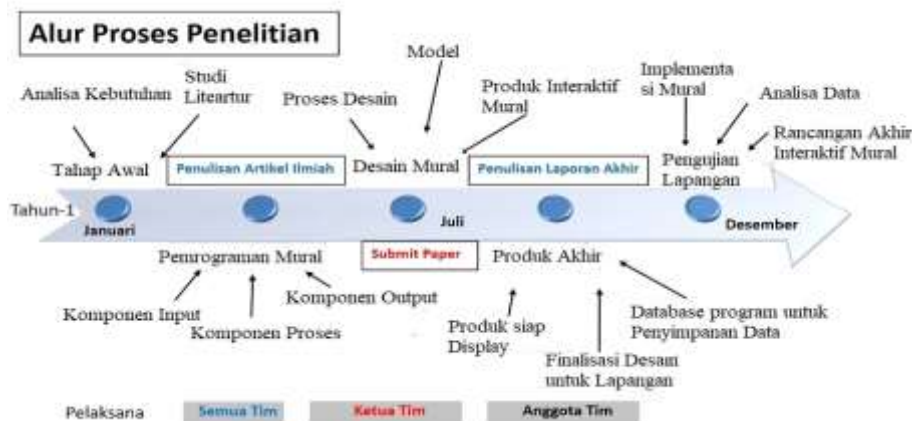 Alur Proses Penelitian
Model
Analisa Kebutuhan
Studi
Liteartur
Proses Desain
Produk Interaktif
Mural
Implementa
si Mural
Analisa Data
Rancangan Akhir
Interaktif Mural
Tahap Awal
Penulisan Artikel Ilmiah
Desain Mural
Penulisan Laporan Akhir
Pengujian
Lapangan
Tahun-1
Januari
Juli
Desember
Pemrograman Mural
Submit Paper
Produk Akhir
Komponen Input
Komponen Proses
Komponen Output
Produk siap
Display
Finalisasi Desain
untuk Lapangan
Database program untuk
Penyimpanan Data
Pelaksana
Semua Tim
Ketua Tim
Anggota Tim